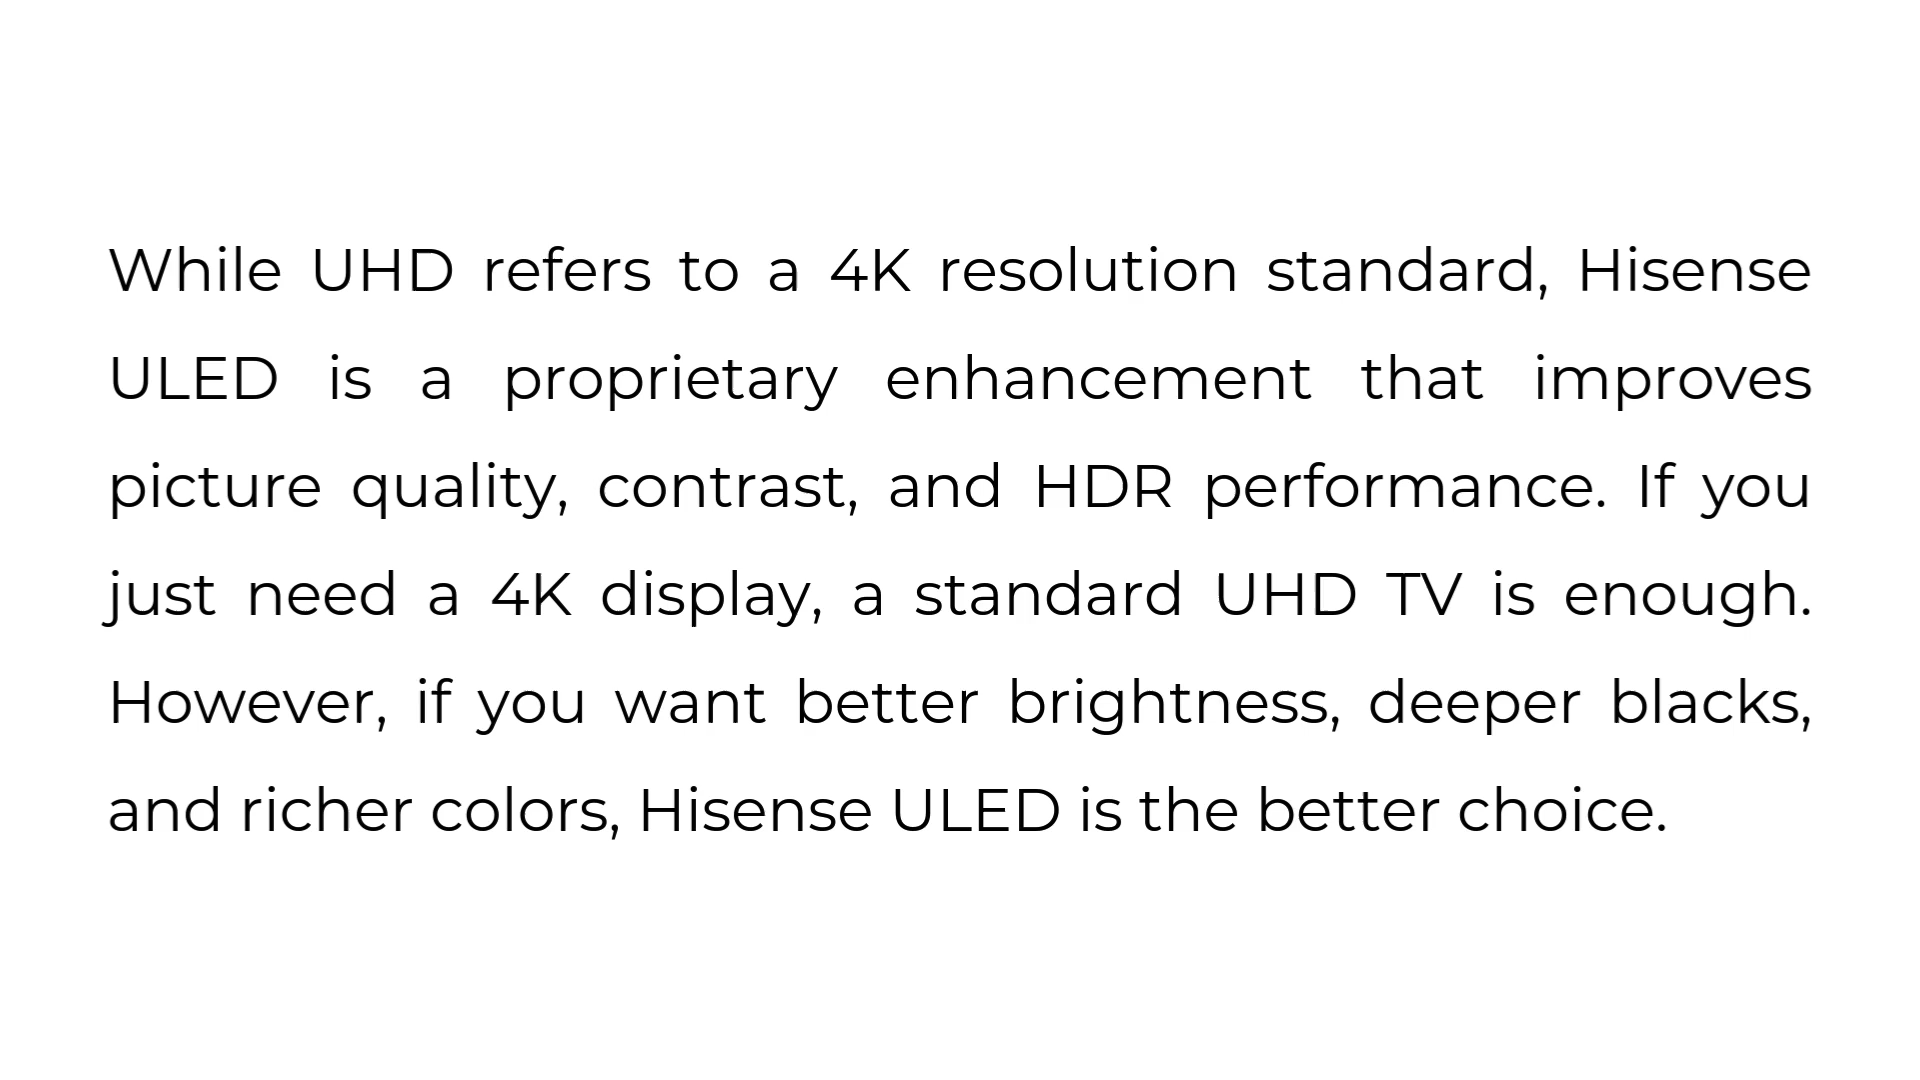 While UHD refers to a 4K resolution standard, Hisense
ULED is a proprietary enhancement that improves
picture quality, contrast, and HDR performance. If you
just need a 4K display, a standard UHD TV is enough.
However, if you want better brightness, deeper blacks,
and richer colors, Hisense ULED is the better choice.